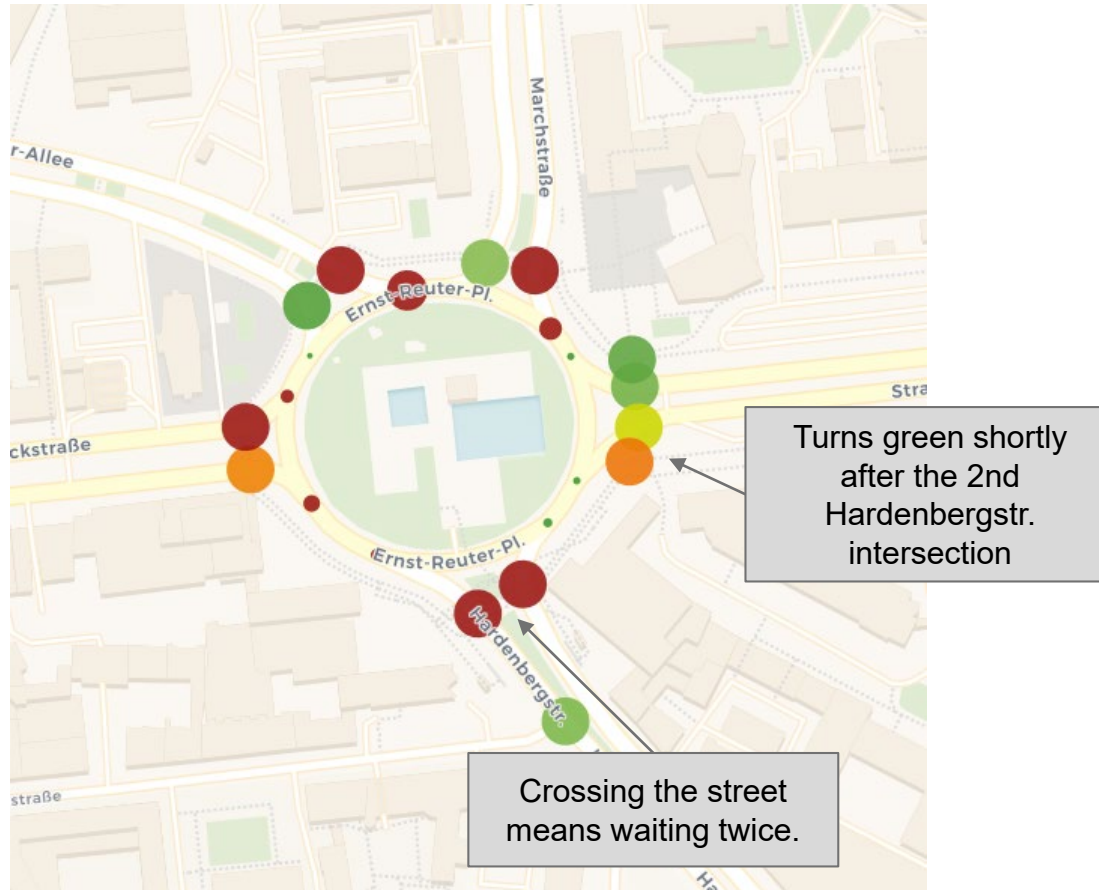 r-Allee
Marchstraße
Ernst-Reuter-Pl.
Stra
ckstraße
Turns green shortly
after the 2nd
Hardenbergstr.
intersection
Ernst-Reuter-Pl.
Hardenbergstr.
Crossing the street
means waiting twice.
straße
Ha